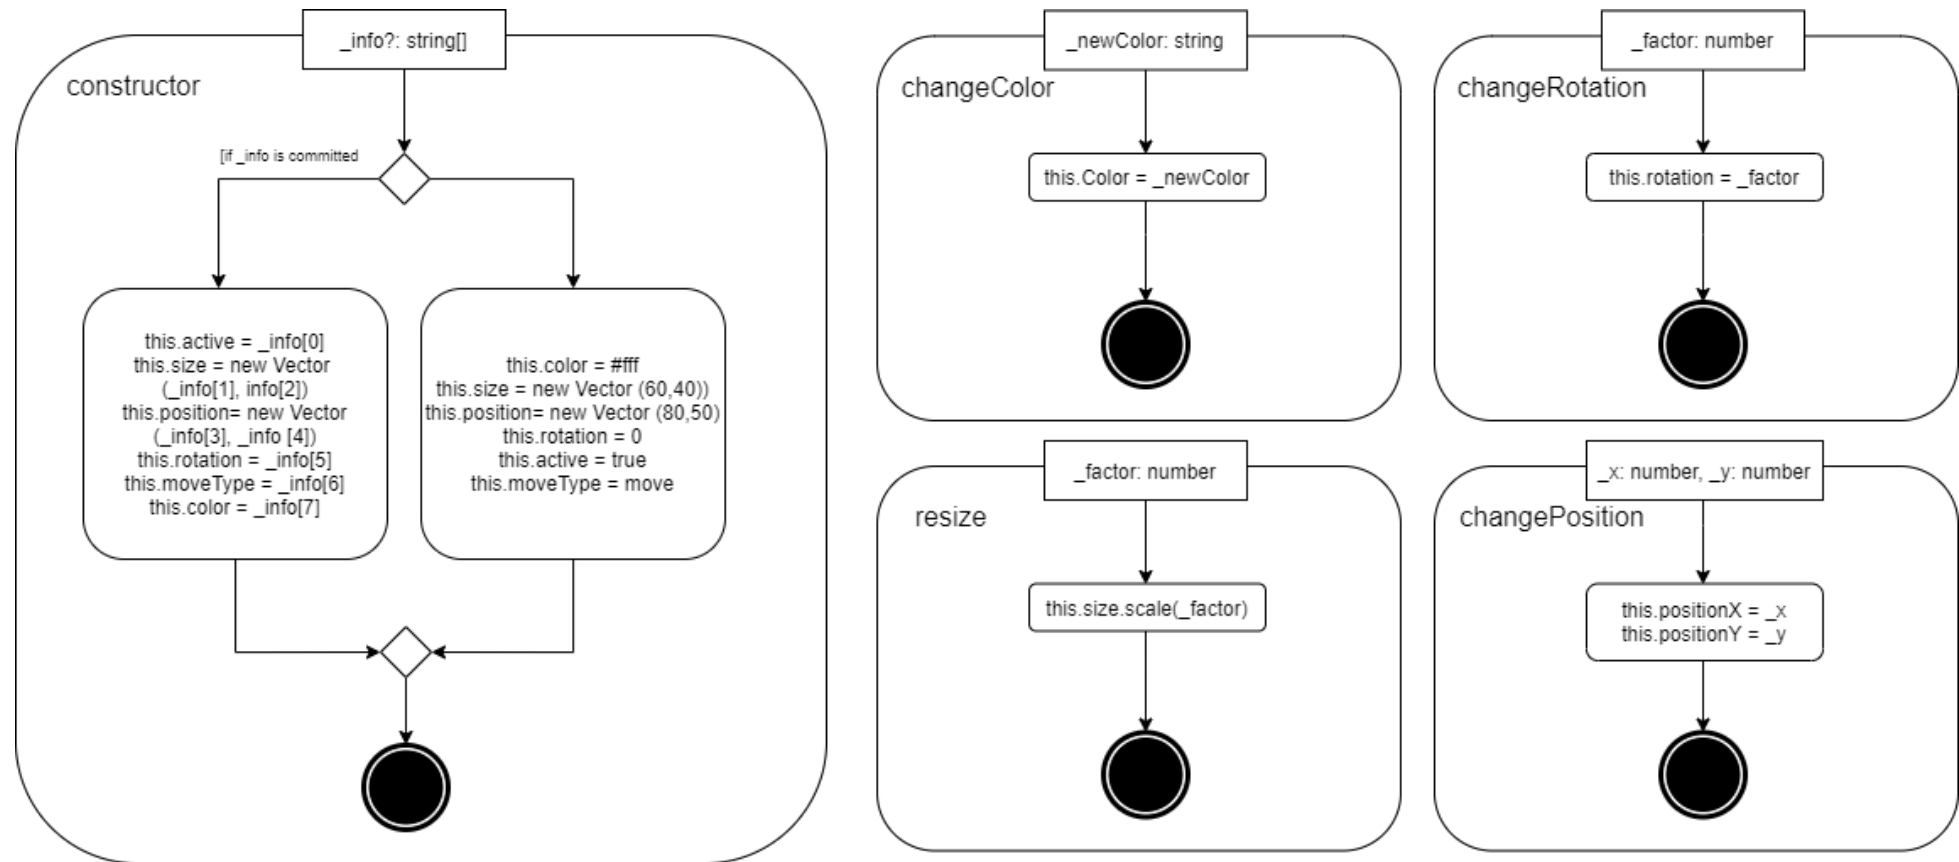 _info?: string[]
constructor
[if _info is committed
this.active = _info[0]
this.size = new Vector
(_info[1], info[2])
this.position= new Vector
(_info[3], _info [4])
this.rotation = _info[5]
this.moveType = _info[6]
this.color = _info[7]
this.color = #fff
this.size = new Vector (60,40))
this.position= new Vector (80,50)
this.rotation = 0
this.active = true
this.moveType = move
_newColor: string
changeColor
this.Color = _newColor
_factor: number
changeRotation
this.rotation = _factor
_factor: number
resize
this.size.scale(_factor)
_x: number, _y: number
changePosition
this.positionX = _x
this.positionY = _y